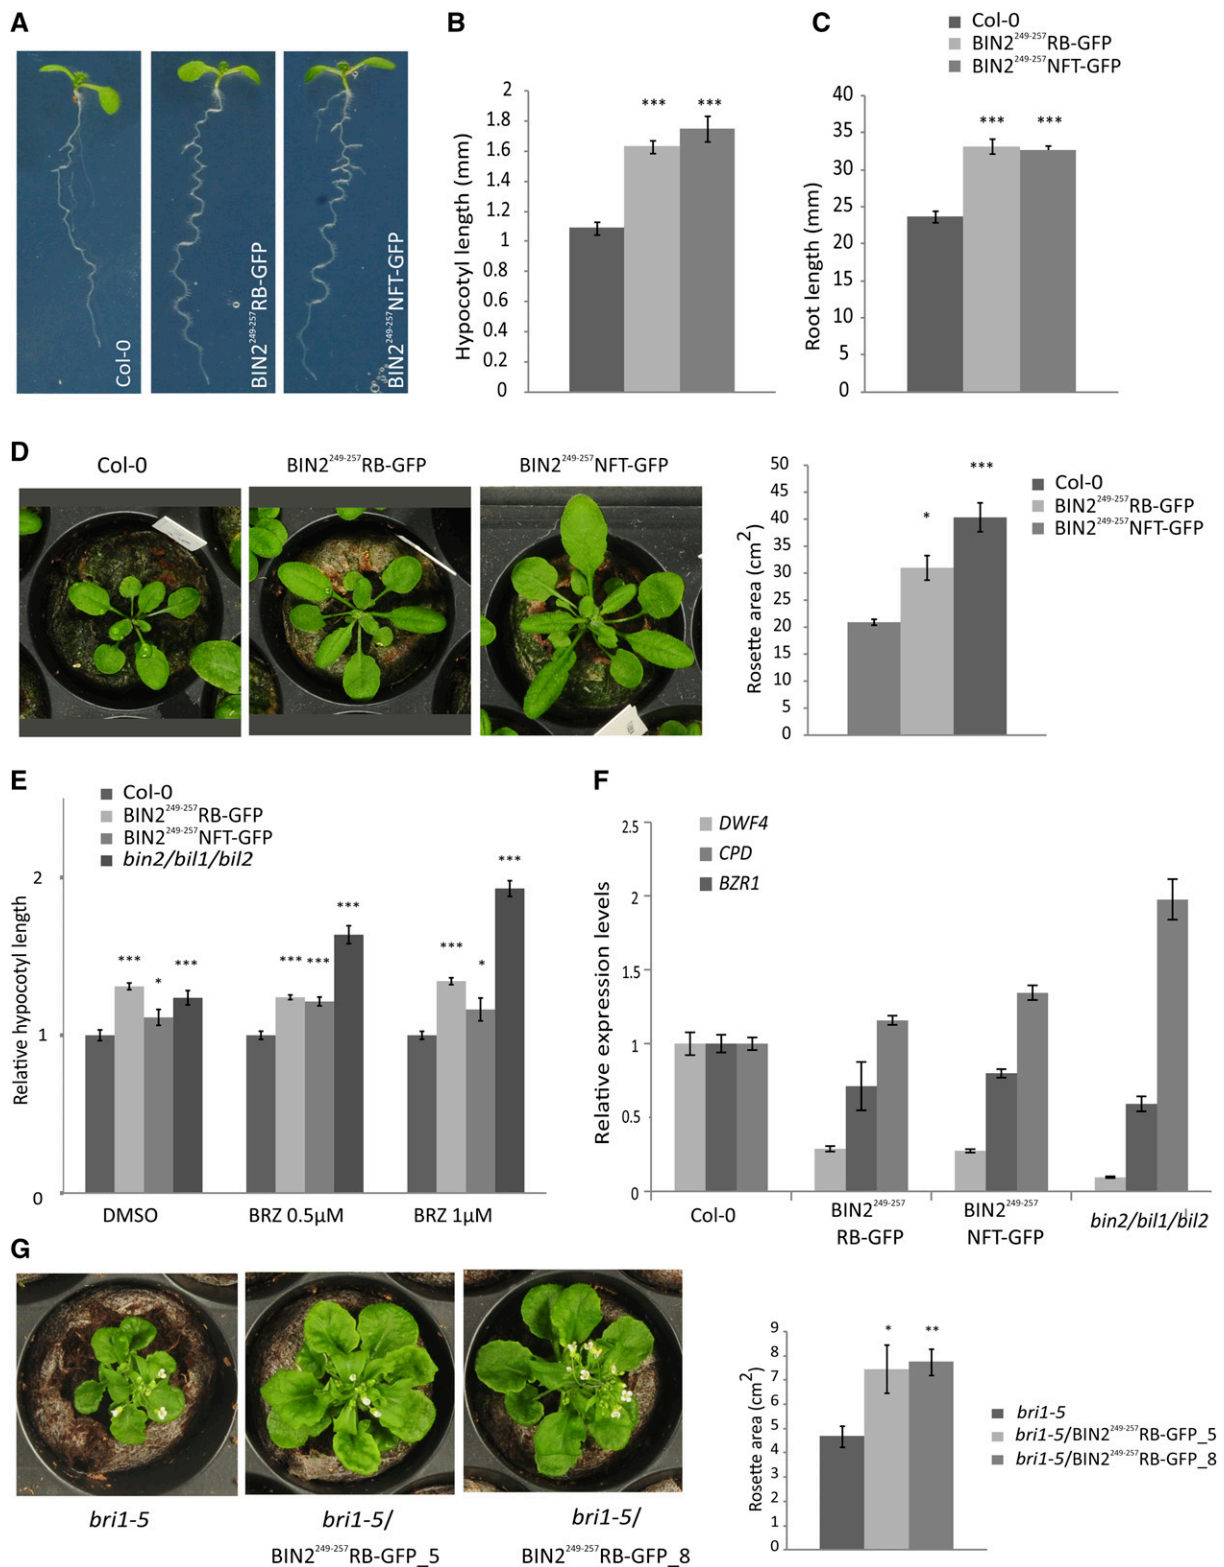 A
Col-0
BIN2²⁴⁹⁻²⁵⁷RB-GFP
BIN2²⁴⁹⁻²⁵⁷NFT-GFP
B
Hypocotyl length (mm)
2
1.8
1.6
1.4
1.2
1
0.8
0.6
0.4
0.2
0
***
***
C
Col-0
BIN2²⁴⁹⁻²⁵⁷RB-GFP
BIN2²⁴⁹⁻²⁵⁷NFT-GFP
Root length (mm)
40
35
30
25
20
15
10
5
0
***
***
D
Col-0
BIN2²⁴⁹⁻²⁵⁷RB-GFP
BIN2²⁴⁹⁻²⁵⁷NFT-GFP
Rosette area (cm²)
50
45
40
35
30
25
20
15
10
5
0
*
***
Col-0
BIN2²⁴⁹⁻²⁵⁷RB-GFP
BIN2²⁴⁹⁻²⁵⁷NFT-GFP
E
Col-0
BIN2²⁴⁹⁻²⁵⁷RB-GFP
BIN2²⁴⁹⁻²⁵⁷NFT-GFP
bin2/bil1/bil2
Relative hypocotyl length
2
1
0
***
*
***
***
***
***
***
*
***
DMSO
BRZ 0.5µM
BRZ 1µM
F
DWF4
CPD
BZR1
Relative expression levels
2.5
2
1.5
1
0.5
0
Col-0
BIN2²⁴⁹⁻²⁵⁷
RB-GFP
BIN2²⁴⁹⁻²⁵⁷
NFT-GFP
bin2/bil1/bil2
G
bri1-5
bri1-5/
BIN2²⁴⁹⁻²⁵⁷RB-GFP_5
bri1-5/
BIN2²⁴⁹⁻²⁵⁷RB-GFP_8
Rosette area (cm²)
9
8
7
6
5
4
3
2
1
0
*
**
bri1-5
bri1-5/BIN2²⁴⁹⁻²⁵⁷RB-GFP_5
bri1-5/BIN2²⁴⁹⁻²⁵⁷RB-GFP_8